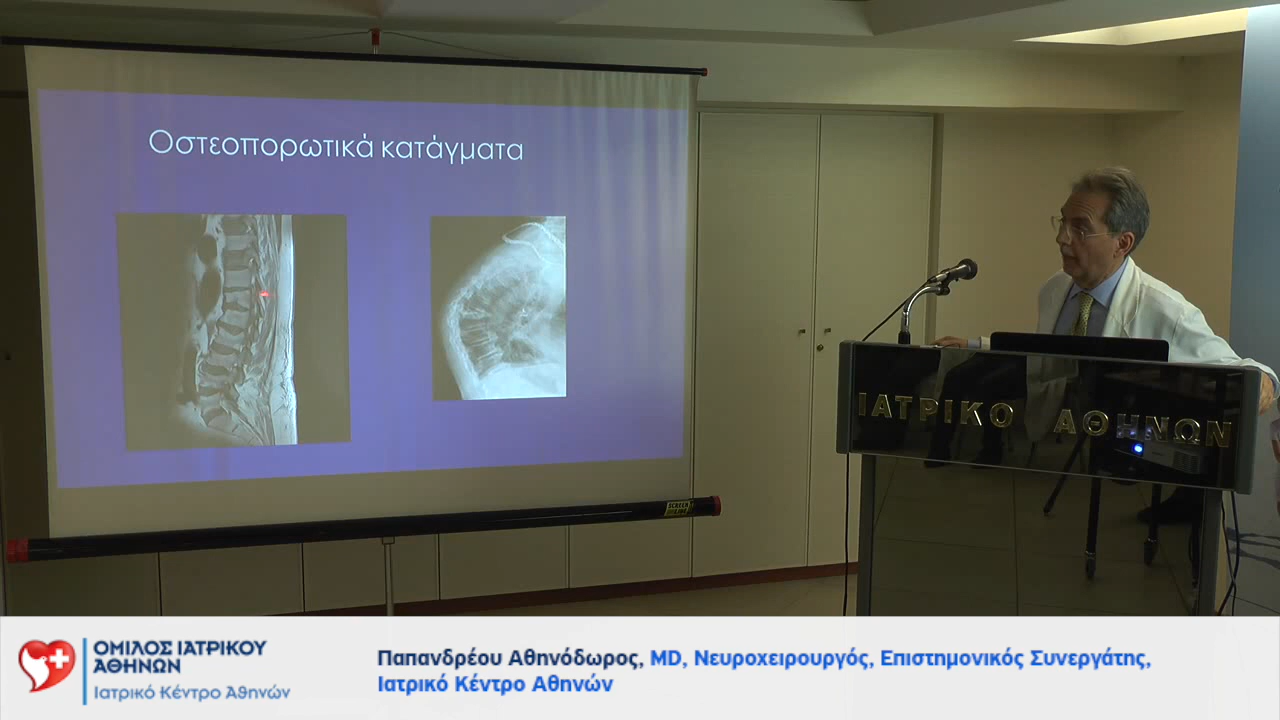 Οστεοπορωτικά κατάγματα
ΙΑΤΡΙΚΟ ΑΘΗΝΩΝ
ΟΜΙΛΟΣ ΙΑΤΡΙΚΟΥ
ΑΘΗΝΩΝ
Ιατρικό Κέντρο Αθηνών
Παπανδρέου Αθηνόδωρος, MD, Νευροχειρουργός, Επιστημονικός Συνεργάτης,
Ιατρικό Κέντρο Αθηνών